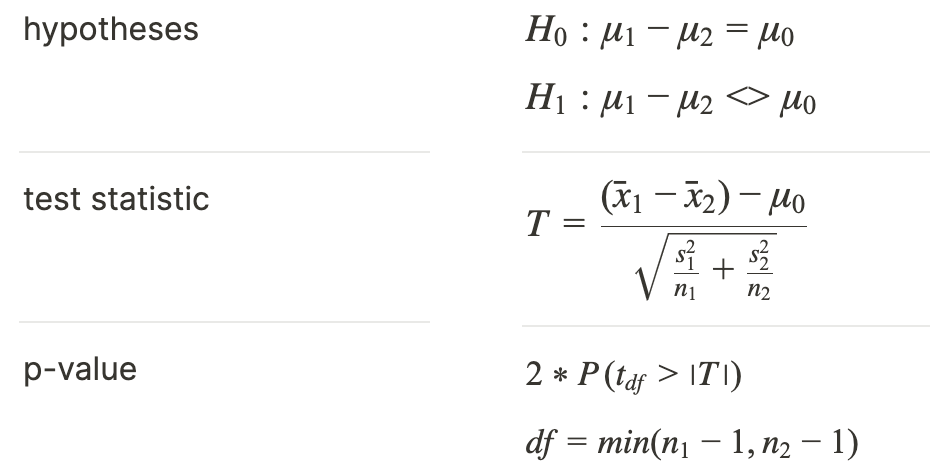 hypotheses
H₀ : μ₁ − μ₂ = μ₀
H₁ : μ₁ − μ₂ <> μ₀
test statistic
T = ((x̄₁ − x̄₂) − μ₀) / √(s₁²/n₁ + s₂²/n₂)
p-value
2 * P(t_df > |T|)
df = min(n₁ − 1, n₂ − 1)